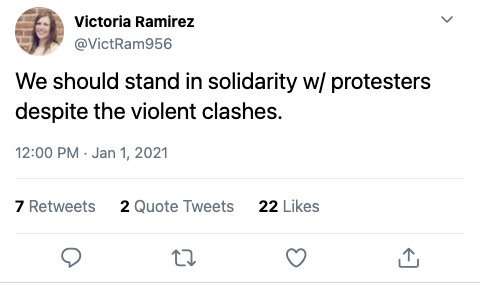 Victoria Ramirez
@VictRam956
We should stand in solidarity w/ protesters
despite the violent clashes.
12:00 PM · Jan 1, 2021
7 Retweets 2 Quote Tweets 22 Likes